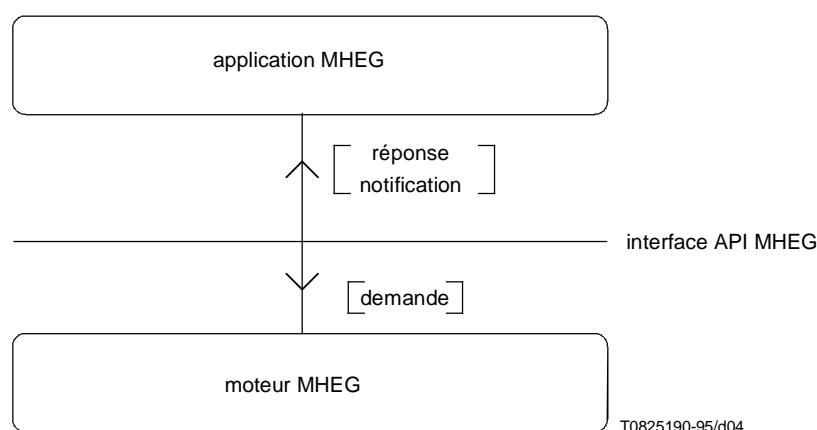 application MHEG
réponse
notification
interface API MHEG
demande
moteur MHEG
T0825190-95/d04